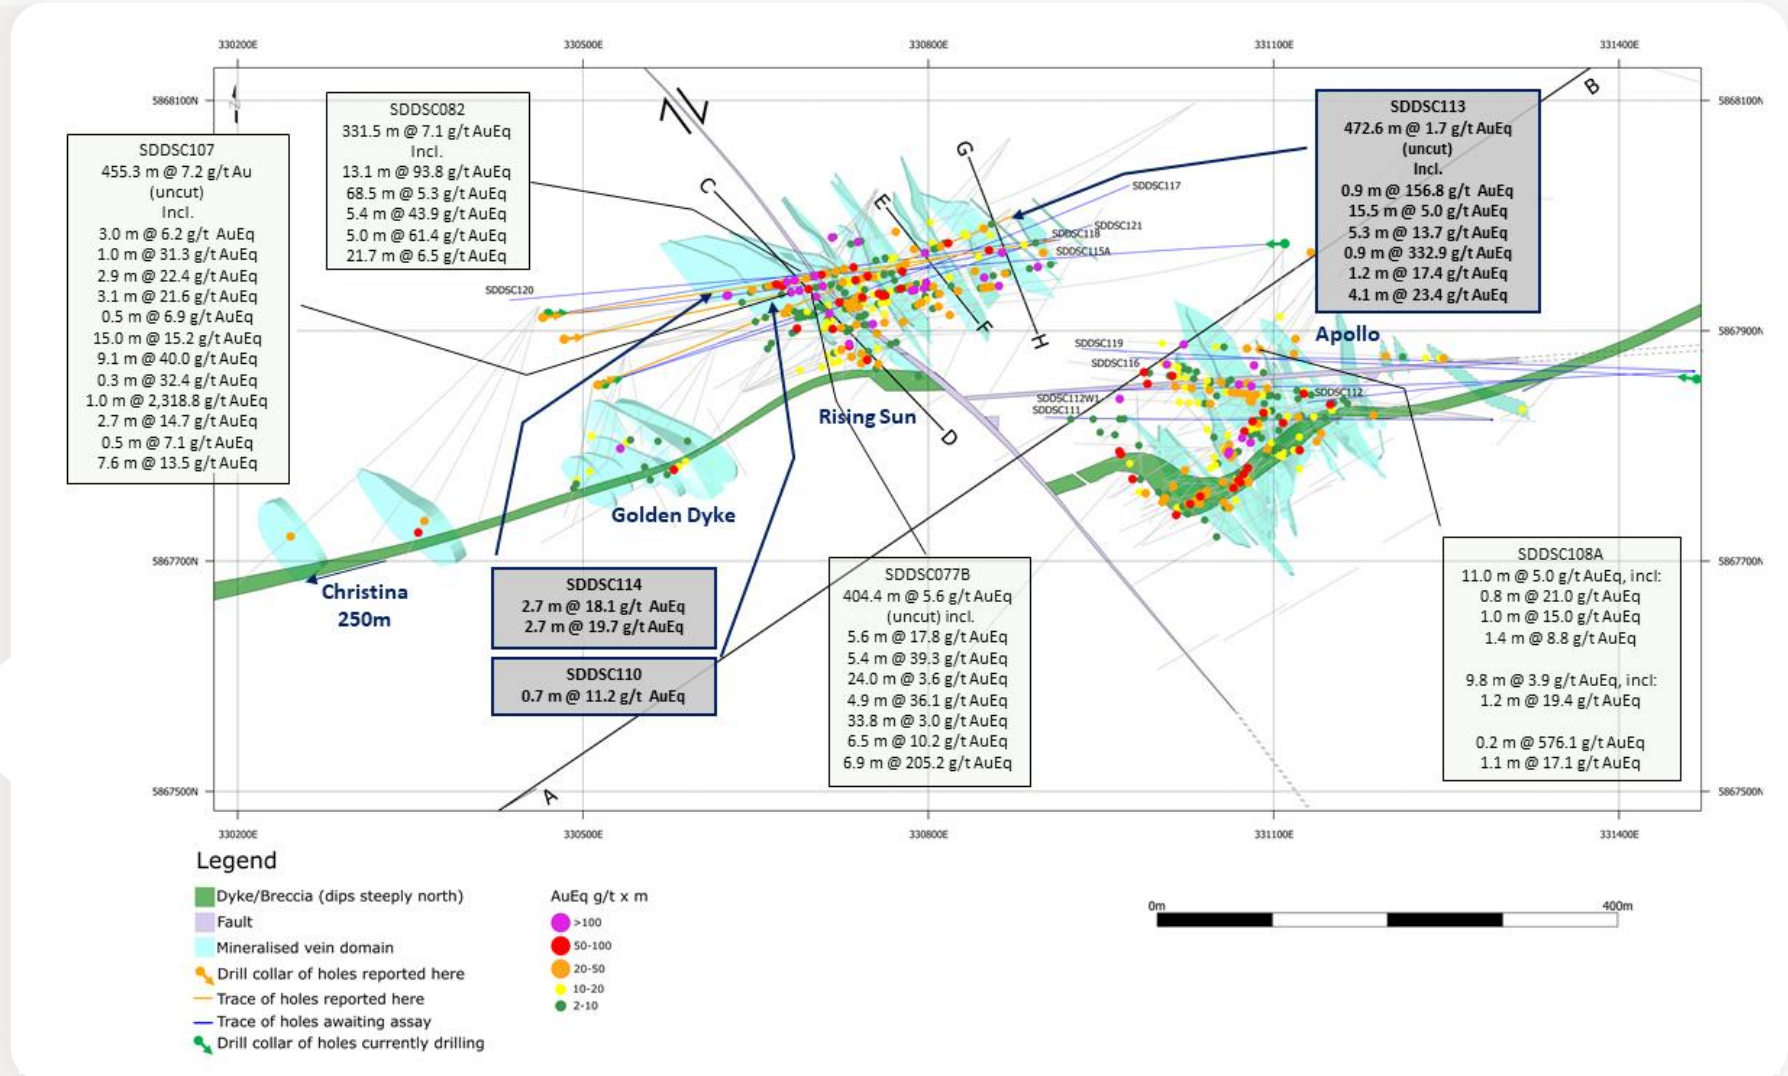 330200E
330500E
330800E
331100E
331400E
5868100N
5868100N
5867900N
5867700N
5867700N
5867500N
5867500N
SDDSC107
455.3 m @ 7.2 g/t Au
(uncut)
Incl.
3.0 m @ 6.2 g/t AuEq
1.0 m @ 31.3 g/t AuEq
2.9 m @ 22.4 g/t AuEq
3.1 m @ 21.6 g/t AuEq
0.5 m @ 6.9 g/t AuEq
15.0 m @ 15.2 g/t AuEq
9.1 m @ 40.0 g/t AuEq
0.3 m @ 32.4 g/t AuEq
1.0 m @ 2,318.8 g/t AuEq
2.7 m @ 14.7 g/t AuEq
0.5 m @ 7.1 g/t AuEq
7.6 m @ 13.5 g/t AuEq
SDDSC082
331.5 m @ 7.1 g/t AuEq
Incl.
13.1 m @ 93.8 g/t AuEq
68.5 m @ 5.3 g/t AuEq
5.4 m @ 43.9 g/t AuEq
5.0 m @ 61.4 g/t AuEq
21.7 m @ 6.5 g/t AuEq
SDDSC113
472.6 m @ 1.7 g/t AuEq
(uncut)
Incl.
0.9 m @ 156.8 g/t AuEq
15.5 m @ 5.0 g/t AuEq
5.3 m @ 13.7 g/t AuEq
0.9 m @ 332.9 g/t AuEq
1.2 m @ 17.4 g/t AuEq
4.1 m @ 23.4 g/t AuEq
B
G
C
E
F
H
D
A
SDDSC117
SDDSC121
SDDSC118
SDDSC115A
SDDSC120
SDDSC119
SDDSC116
SDDSC112W1
SDDSC111
SDDSC112
Apollo
Rising Sun
Golden Dyke
Christina
250m
SDDSC114
2.7 m @ 18.1 g/t AuEq
2.7 m @ 19.7 g/t AuEq
SDDSC110
0.7 m @ 11.2 g/t AuEq
SDDSC077B
404.4 m @ 5.6 g/t AuEq
(uncut) incl.
5.6 m @ 17.8 g/t AuEq
5.4 m @ 39.3 g/t AuEq
24.0 m @ 3.6 g/t AuEq
4.9 m @ 36.1 g/t AuEq
33.8 m @ 3.0 g/t AuEq
6.5 m @ 10.2 g/t AuEq
6.9 m @ 205.2 g/t AuEq
SDDSC108A
11.0 m @ 5.0 g/t AuEq, incl:
0.8 m @ 21.0 g/t AuEq
1.0 m @ 15.0 g/t AuEq
1.4 m @ 8.8 g/t AuEq
9.8 m @ 3.9 g/t AuEq, incl:
1.2 m @ 19.4 g/t AuEq
0.2 m @ 576.1 g/t AuEq
1.1 m @ 17.1 g/t AuEq
330200E
330500E
330800E
331100E
331400E
Legend
Dyke/Breccia (dips steeply north)
Fault
Mineralised vein domain
Drill collar of holes reported here
Trace of holes reported here
Trace of holes awaiting assay
Drill collar of holes currently drilling
AuEq g/t x m
>100
50-100
20-50
10-20
2-10
0m
400m